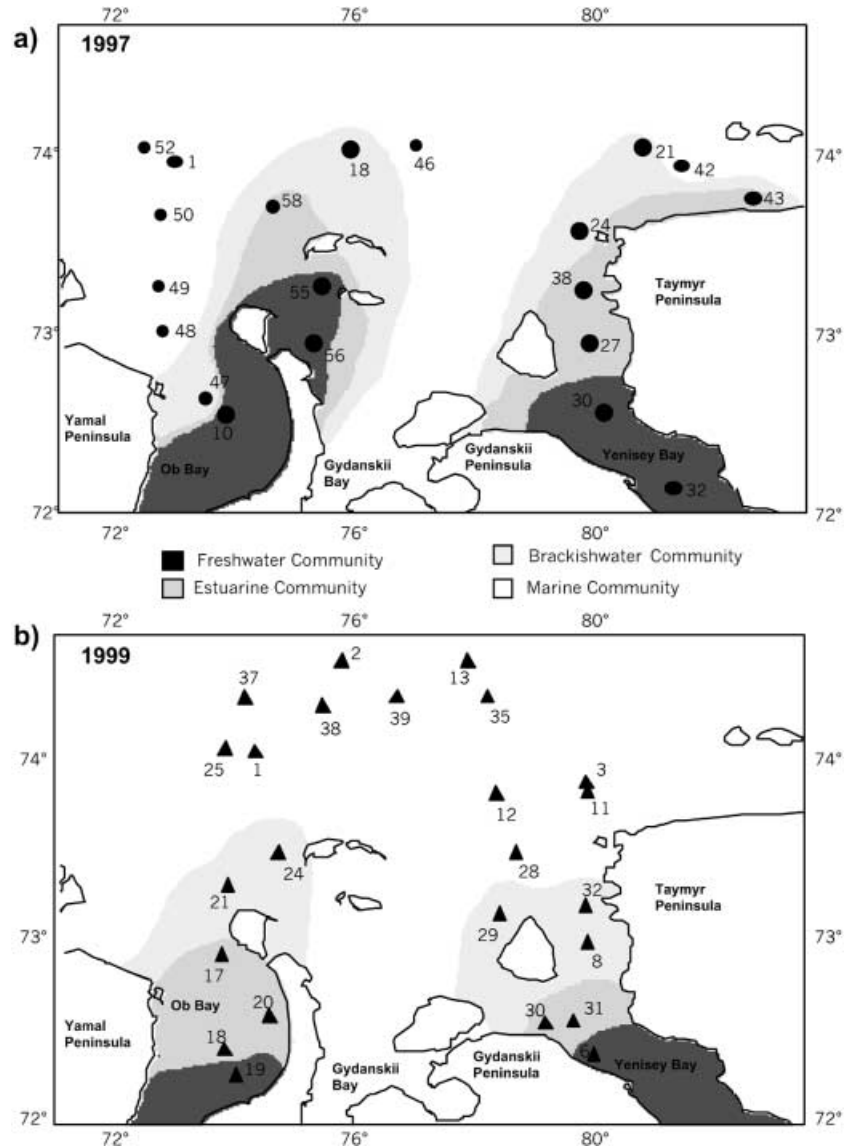 72° 76° 80°
a) 1997
74° 52 1 18 46 21 42 74°
50 58 24 43
49 55 38 Taymyr
Peninsula
73° 48 56 27 73°
47 10 30
Yamal
Peninsula
Ob Bay
Gydanskii
Bay
Gydanskii
Peninsula
Yenisey Bay
32
72° 72°
72° 76° 80°
Freshwater Community
Brackishwater Community
Estuarine Community
Marine Community
72° 76° 80°
b) 1999
2 13
37 38 39 35
74° 25 1 3 74°
12 11
24 28
21 32 Taymyr
Peninsula
29
73° 17 8 73°
Ob Bay 20 30 31
Yamal
Peninsula
18 19
Gydanskii
Bay
Gydanskii
Peninsula
6 Yenisey Bay
72° 72°
72° 76° 80°